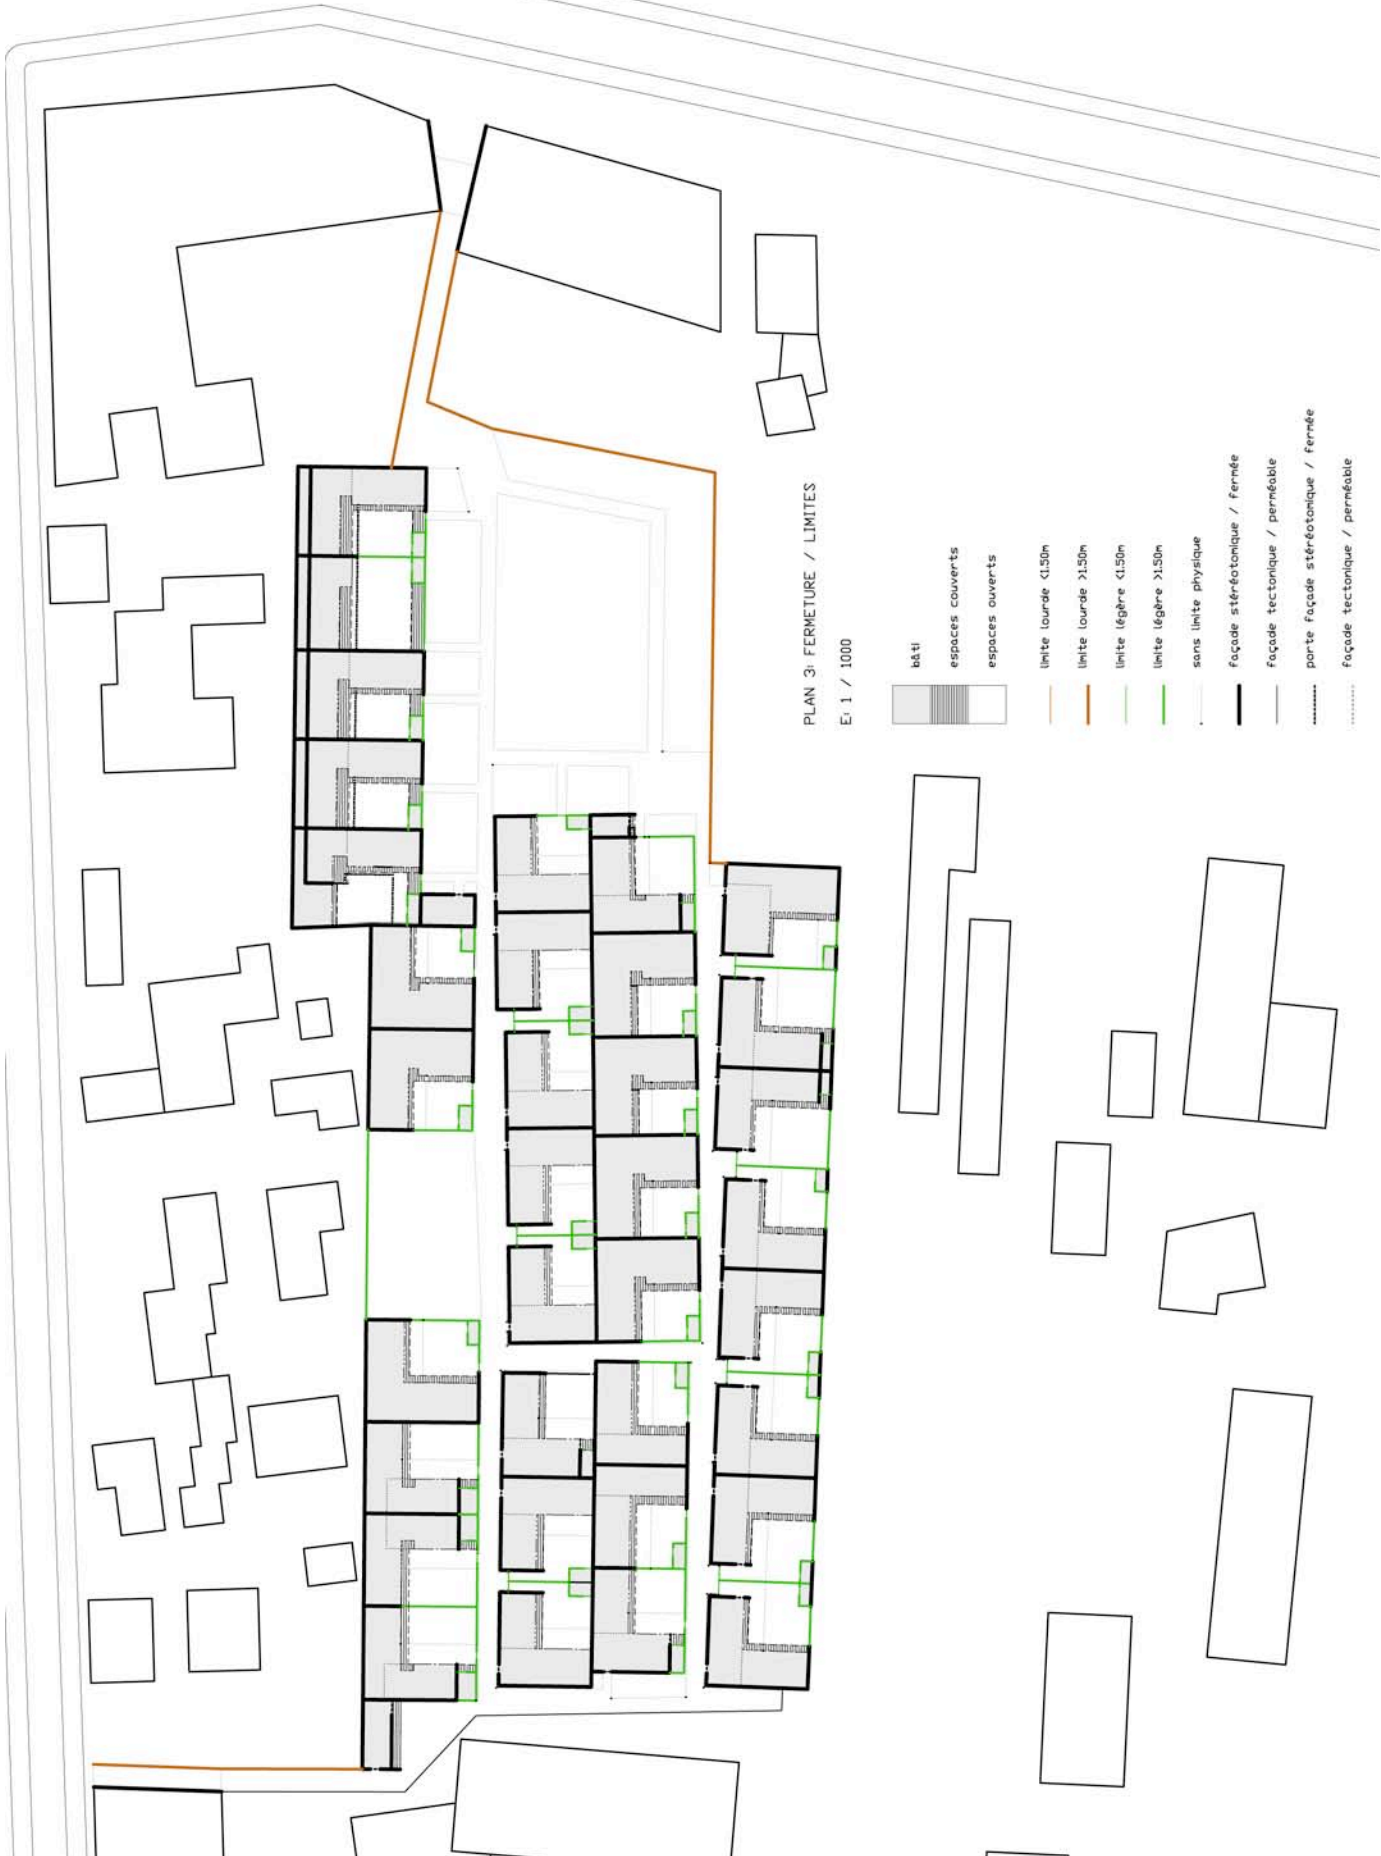 PLAN 3: FERMETURE / LIMITES
E: 1 / 1000
bâti
espaces couverts
espaces ouverts
limite lourde <1.50m
limite lourde >1.50m
limite légère <1.50m
limite légère >1.50m
sans limite physique
façade stéréotomique / fermée
façade tectonique / perméable
porte façade stéréotomique / fermée
façade tectonique / perméable